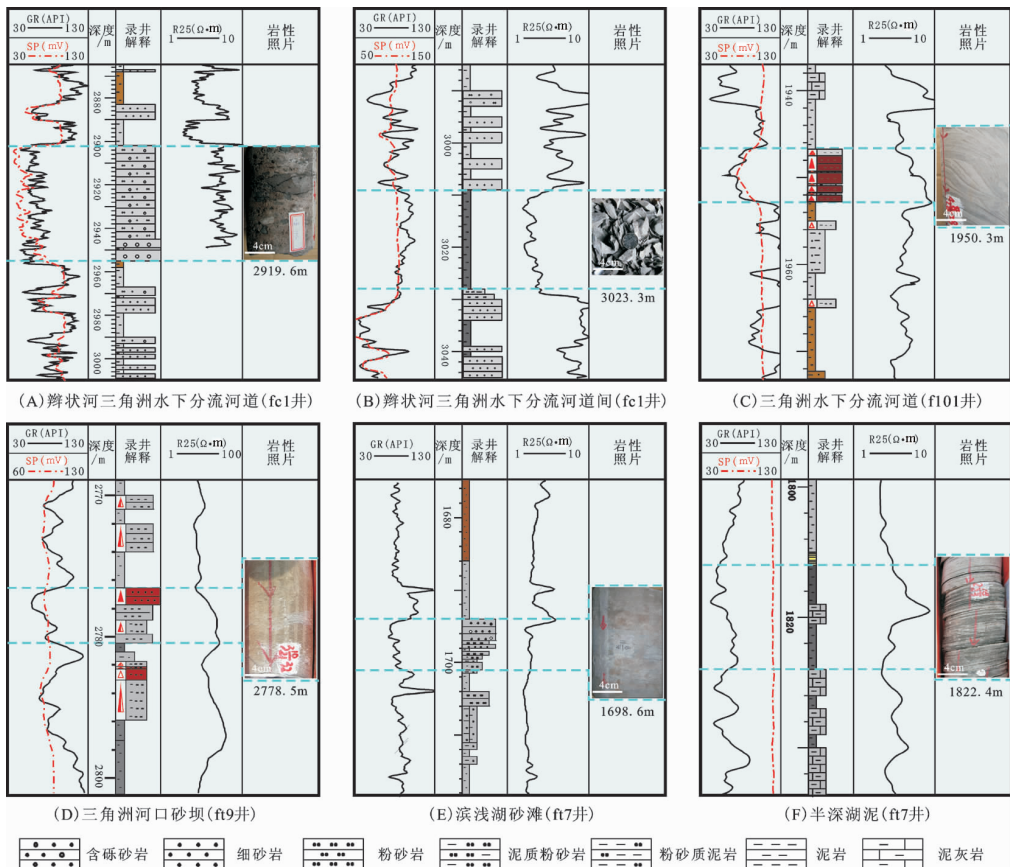 GR(API)
30 130
SP(mV)
30 130
深度
/m
录井
解释
R25(Ω·m)
1 10
岩性
照片
2880
2900
2920
2940
2960
2980
3000
4cm
2919.6m
(A)辫状河三角洲水下分流河道(fc1井)
GR(API)
30 130
SP(mV)
50 150
深度
/m
录井
解释
R25(Ω·m)
1 10
岩性
照片
3000
3020
3040
4cm
3023.3m
(B)辫状河三角洲水下分流河道间(fc1井)
GR(API)
30 130
SP(mV)
30 130
深度
/m
录井
解释
R25(Ω·m)
1 10
岩性
照片
1940
1960
4cm
1950.3m
(C)三角洲水下分流河道(f101井)
GR(API)
30 130
SP(mV)
60 130
深度
/m
录井
解释
R25(Ω·m)
1 100
岩性
照片
2770
2780
2800
4cm
2778.5m
(D)三角洲河口砂坝(ft9井)
GR(API)
30 130
深度
/m
录井
解释
R25(Ω·m)
1 10
岩性
照片
1680
1700
4cm
1698.6m
(E)滨浅湖砂滩(ft7井)
GR(API)
30 130
SP(mV)
30 130
深度
/m
录井
解释
R25(Ω·m)
1 10
岩性
照片
1800
1820
4cm
1822.4m
(F)半深湖泥(ft7井)
含砾砂岩 细砂岩 粉砂岩 泥质粉砂岩 粉砂质泥岩 泥岩 泥灰岩